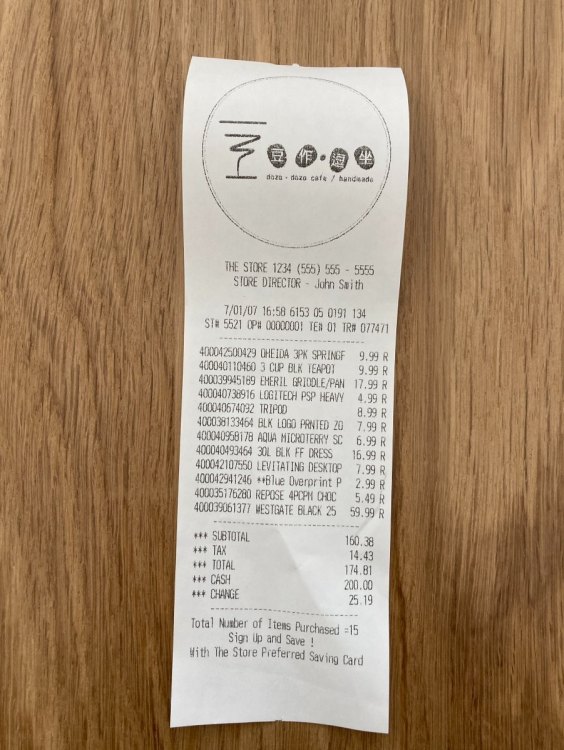 豆作·逗坐
dozo - dozo cafe / handmade
THE STORE 1234 (555) 555 - 5555
STORE DIRECTOR - John Smith
7/01/07 16:58 6153 05 0191 134
ST# 5521 OP# 00000001 TE# 01 TR# 077471
400042500429 OHEIDA 3PK SPRINGF 9.99 R
400040110460 3 CUP BLK TEAPOT 9.99 R
400039945189 EMERIL GRIODLE/PAN 17.99 R
400040738916 LOGITECH PSP HEAVY 4.99 R
400040674092 TRIPOD 8.99 R
400038133464 BLK LOGO PRNTED ZO 7.99 R
400040958178 AQUA MICROTERRY SC 6.99 R
400040493464 30L BLK FF DRESS 16.99 R
400042107550 LEVITATING DESKTOP 7.99 R
400042941246 **Blue Overprint P 2.99 R
400035176280 REPOSE 4PCPM CHOC 5.49 R
400039061377 WESTGATE BLACK 25 59.99 R
*** SUBTOTAL 160.38
*** TAX 14.43
*** TOTAL 174.81
*** CASH 200.00
*** CHANGE 25.19
Total Number of Items Purchased =15
Sign Up and Save !
With The Store Preferred Saving Card